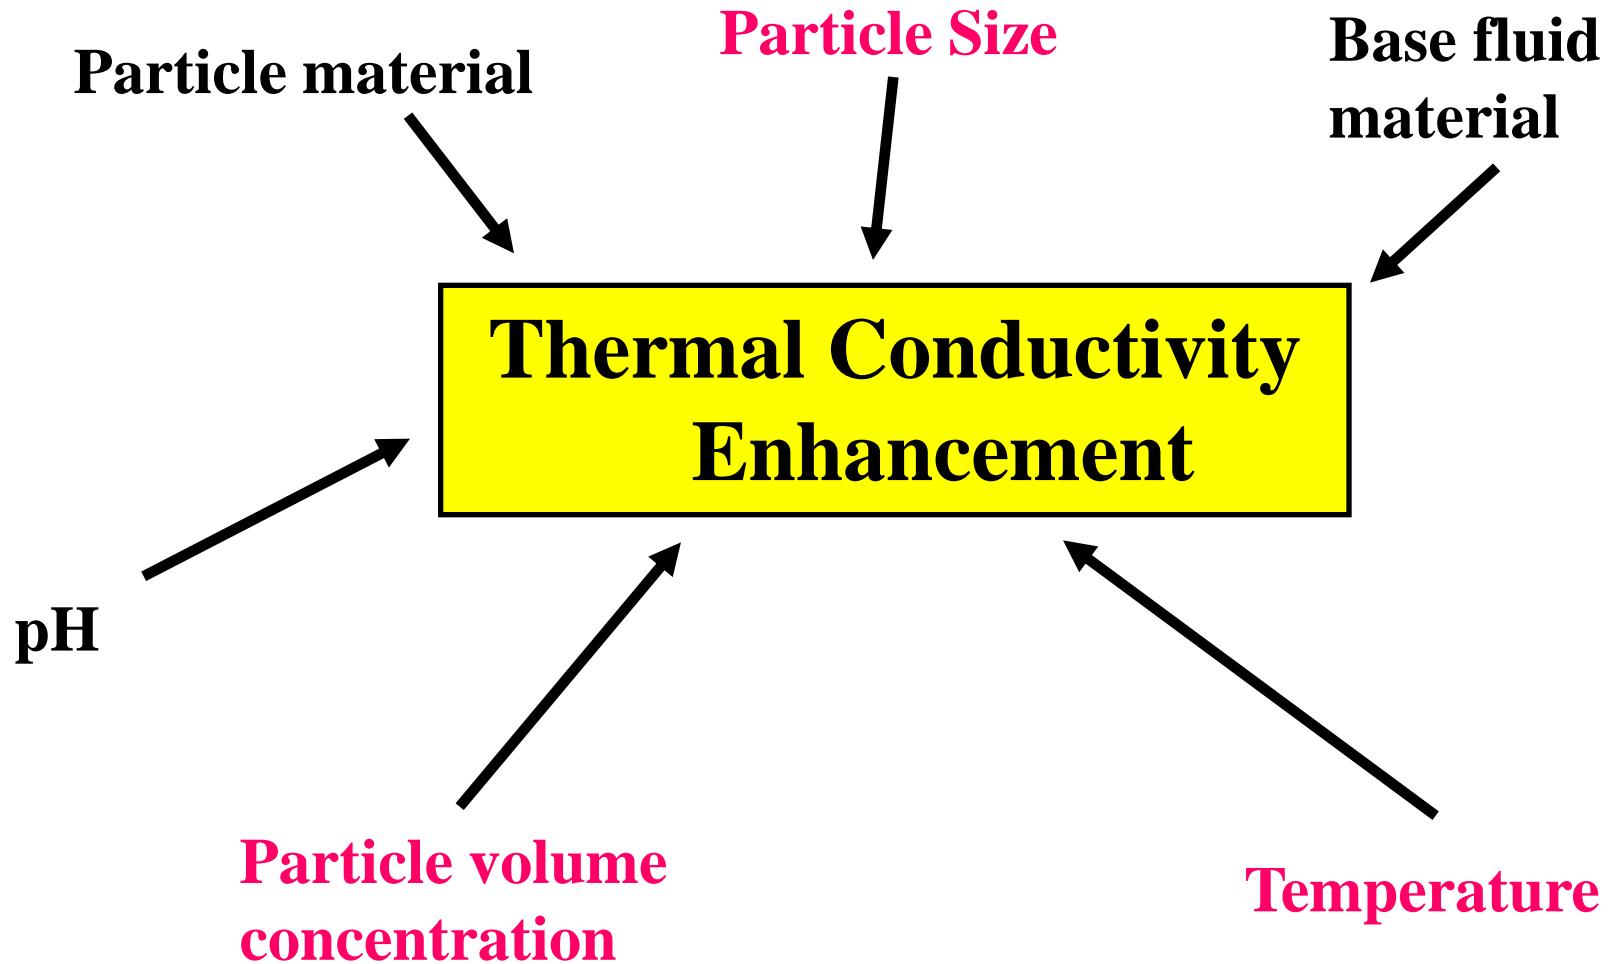 Particle material
Particle Size
Base fluid
material
Thermal Conductivity
Enhancement
pH
Particle volume
concentration
Temperature